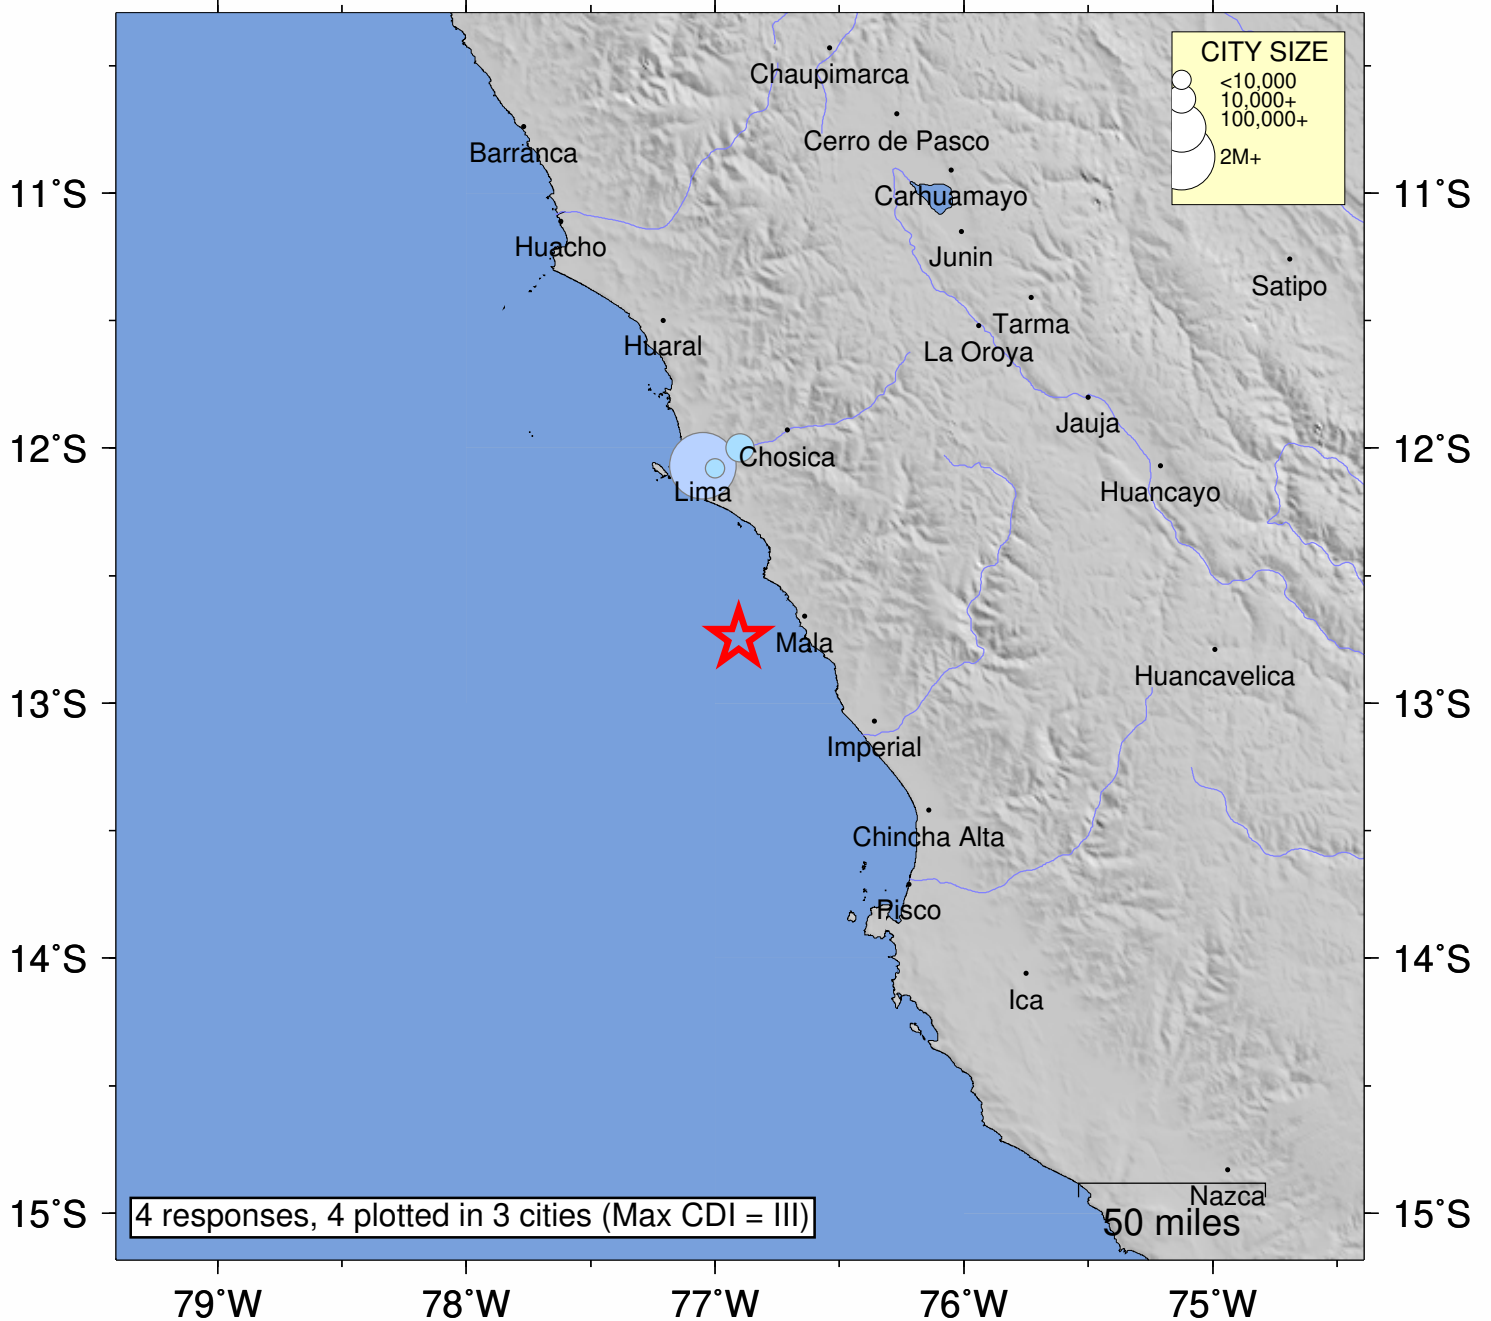 CITY SIZE
<10,000
10,000+
100,000+
2M+
Chaupimarca
Cerro de Pasco
Barranca
11°S
11°S
Carhuamayo
Huacho
Junin
Satipo
Tarma
Huaral
La Oroya
Jauja
12°S
12°S
Chosica
Lima
Huancayo
Mala
Huancavelica
13°S
13°S
Imperial
Chincha Alta
Pisco
14°S
14°S
Ica
Nazca
15°S
4 responses, 4 plotted in 3 cities (Max CDI = III)
50 miles
15°S
79°W
78°W
77°W
76°W
75°W